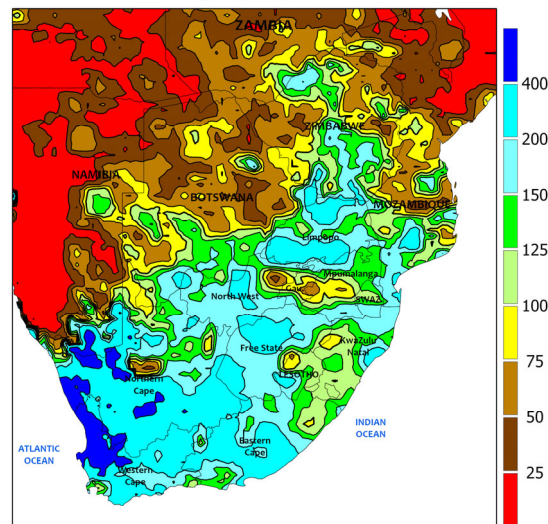 ZAMBIA
400
200
ZIMBABWE
150
NAMIBIA
BOTSWANA
MOZAMBIQUE
125
Limpopo
Mpumalanga
Gau.
North West
SWAZ.
100
KwaZulu
Natal
Free State
75
LESOTHO
Northern
Cape
50
INDIAN
OCEAN
Eastern
Cape
ATLANTIC
OCEAN
Western
Cape
25